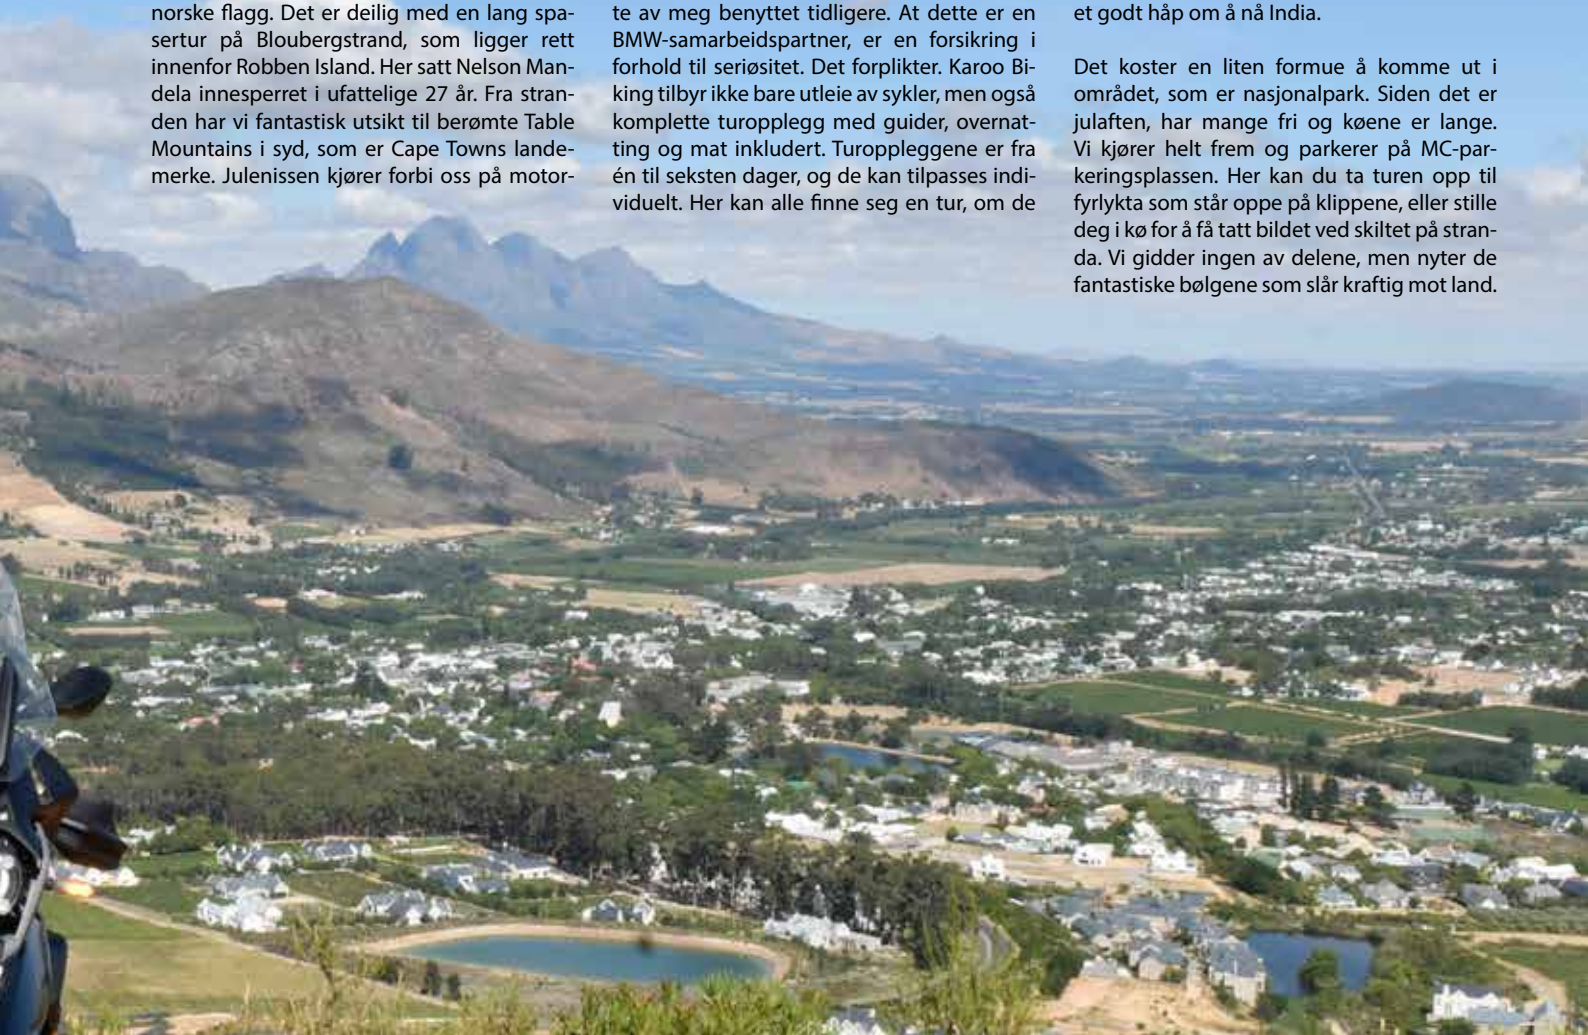 norske flagg. Det er deilig med en lang spa-
sertur på Bloubergstrand, som ligger rett
innenfor Robben Island. Her satt Nelson Man-
dela innesperret i ufattelige 27 år. Fra stran-
den har vi fantastisk utsikt til berømte Table
Mountains i syd, som er Cape Towns lande-
merke. Julenissen kjører forbi oss på motor-
te av meg benyttet tidligere. At dette er en
BMW-samarbeidspartner, er en forsikring i
forhold til seriøsitet. Det forplikter. Karoo Bi-
king tilbyr ikke bare utleie av sykler, men også
komplette turopplegg med guider, overnat-
ting og mat inkludert. Turoppleggene er fra
én til seksten dager, og de kan tilpasses indi-
viduelt. Her kan alle finne seg en tur, om de
et godt håp om å nå India.
Det koster en liten formue å komme ut i
området, som er nasjonalpark. Siden det er
julaften, har mange fri og køene er lange.
Vi kjører helt frem og parkerer på MC-par-
keringsplassen. Her kan du ta turen opp til
fyrlykta som står oppe på klippene, eller stille
deg i kø for å få tatt bildet ved skiltet på stran-
da. Vi gidder ingen av delene, men nyter de
fantastiske bølgene som slår kraftig mot land.